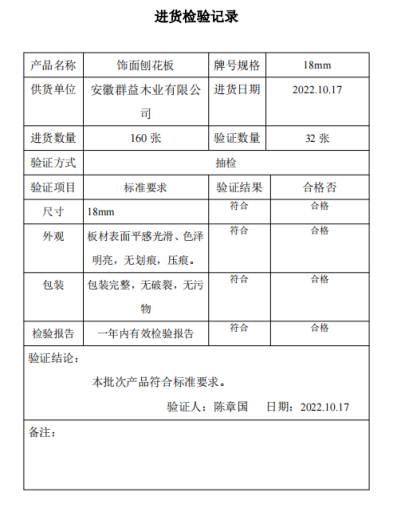 进货检验记录
产品名称 饰面刨花板 牌号规格 18mm
供货单位 安徽群益木业有限公 进货日期 2022.10.17
司
进货数量 160 张 验证数量 32 张
验证方式 抽检
验证项目 标准要求 验证结果 合格否
尺寸 18mm 符合 合格
外观 板材表面平感光滑、色泽 符合 合格
明亮，无划痕，压痕。
包装 包装完整，无破裂，无污 符合 合格
物
检验报告 一年内有效检验报告 符合 合格
验证结论：
本批次产品符合标准要求。
验证人：陈章国 日期：2022.10.17
备注：